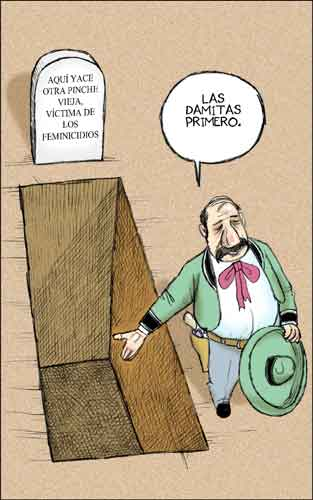 AQUÍ YACE
OTRA PINCHE
VIEJA,
VÍCTIMA DE
LOS
FEMINICIDIOS
LAS
DAMITAS
PRIMERO.